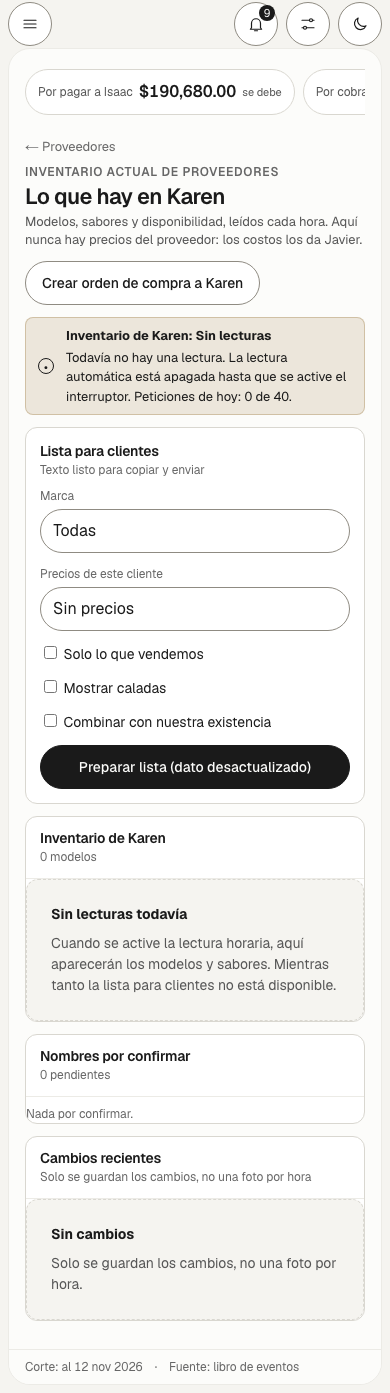 9
Por pagar a Isaac $190,680.00 se debe
Por cobra
← Proveedores
INVENTARIO ACTUAL DE PROVEEDORES
Lo que hay en Karen
Modelos, sabores y disponibilidad, leídos cada hora. Aquí
nunca hay precios del proveedor: los costos los da Javier.
Crear orden de compra a Karen
Inventario de Karen: Sin lecturas
Todavía no hay una lectura. La lectura
automática está apagada hasta que se active el
interruptor. Peticiones de hoy: 0 de 40.
Lista para clientes
Texto listo para copiar y enviar
Marca
Todas
Precios de este cliente
Sin precios
Solo lo que vendemos
Mostrar caladas
Combinar con nuestra existencia
Preparar lista (dato desactualizado)
Inventario de Karen
0 modelos
Sin lecturas todavía
Cuando se active la lectura horaria, aquí
aparecerán los modelos y sabores. Mientras
tanto la lista para clientes no está disponible.
Nombres por confirmar
0 pendientes
Nada por confirmar.
Cambios recientes
Solo se guardan los cambios, no una foto por hora
Sin cambios
Solo se guardan los cambios, no una foto por
hora.
Corte: al 12 nov 2026 · Fuente: libro de eventos